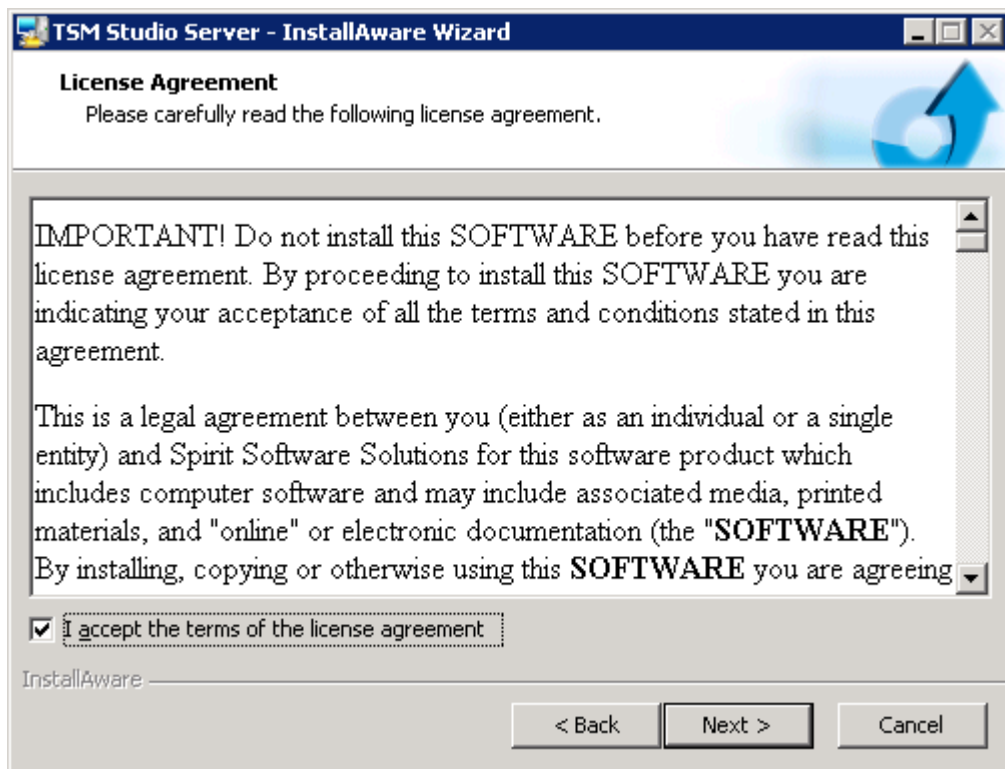 TSM Studio Server - InstallAware Wizard
License Agreement
Please carefully read the following license agreement.
IMPORTANT! Do not install this SOFTWARE before you have read this
license agreement. By proceeding to install this SOFTWARE you are
indicating your acceptance of all the terms and conditions stated in this
agreement.
This is a legal agreement between you (either as an individual or a single
entity) and Spirit Software Solutions for this software product which
includes computer software and may include associated media, printed
materials, and "online" or electronic documentation (the "SOFTWARE").
By installing, copying or otherwise using this SOFTWARE you are agreeing
I accept the terms of the license agreement
InstallAware
< Back Next > Cancel